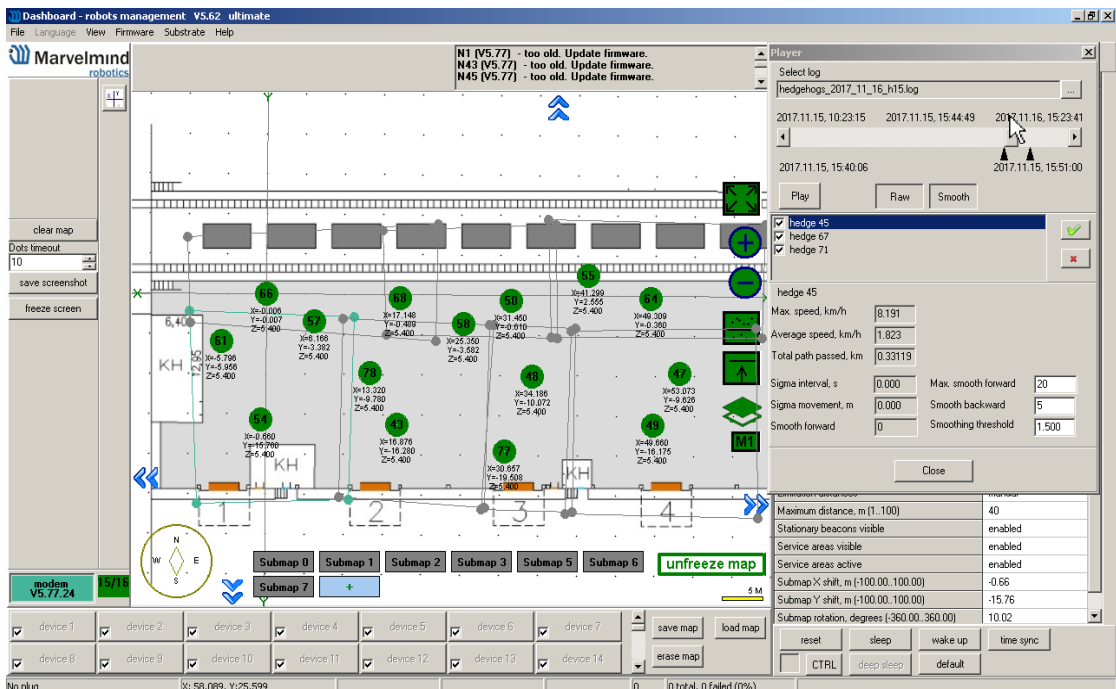 Dashboard - robots management V5.62 ultimate
File Language View Firmware Substrate Help
Marvelmind
robotics
N1 (V5.77) - too old. Update firmware.
N43 (V5.77) - too old. Update firmware.
N45 (V5.77) - too old. Update firmware.
clear map
Dots timeout
10
save screenshot
freeze screen
66
X=-0.006
Y=-0.007
Z=5.400
57
X=6.166
Y=-3.382
Z=5.400
68
X=17.148
Y=-0.489
Z=5.400
58
X=25.350
Y=-3.582
Z=5.400
50
X=31.450
Y=-0.610
Z=5.400
55
X=41.299
Y=2.555
Z=5.400
64
X=49.309
Y=-0.360
Z=5.400
61
X=-5.796
Y=-5.956
Z=5.400
78
X=13.320
Y=-9.780
Z=5.400
48
X=34.186
Y=-10.072
Z=5.400
47
X=53.073
Y=-9.626
Z=5.400
54
X=-0.660
Y=-15.760
Z=5.400
43
X=16.876
Y=-16.280
Z=5.400
77
X=30.657
Y=-19.508
Z=5.400
49
X=49.660
Y=-16.175
Z=5.400
6,40
12,95
КН
КН
КН
1
2
3
4
M1
N
W E
S
Submap 0 Submap 1 Submap 2 Submap 3 Submap 5 Submap 6
Submap 7 +
unfreeze map
5 M
modem
V5.77.24
15/16
Player
Select log
hedgehogs_2017_11_16_h15.log
...
2017.11.15, 10:23:15 2017.11.15, 15:44:49 2017.11.16, 15:23:41
2017.11.15, 15:40:06 2017.11.15, 15:51:00
Play Raw Smooth
hedge 45
hedge 67
hedge 71
hedge 45
Max. speed, km/h 8.191
Average speed, km/h 1.823
Total path passed, km 0.33119
Sigma interval, s 0.000 Max. smooth forward 20
Sigma movement, m 0.000 Smooth backward 5
Smooth forward 0 Smoothing threshold 1.500
Close
Limitation distances manual
Maximum distance, m (1..100) 40
Stationary beacons visible enabled
Service areas visible enabled
Service areas active enabled
Submap X shift, m (-100.00..100.00) -0.66
Submap Y shift, m (-100.00..100.00) -15.76
Submap rotation, degrees (-360.00..360.00) 10.02
reset sleep wake up time sync
CTRL deep sleep default
device 1 device 2 device 3 device 4 device 5 device 6 device 7
device 8 device 9 device 10 device 11 device 12 device 13 device 14
save map load map
erase map
No plug X: 58.089, Y:25.599 0 0 total, 0 failed (0%)